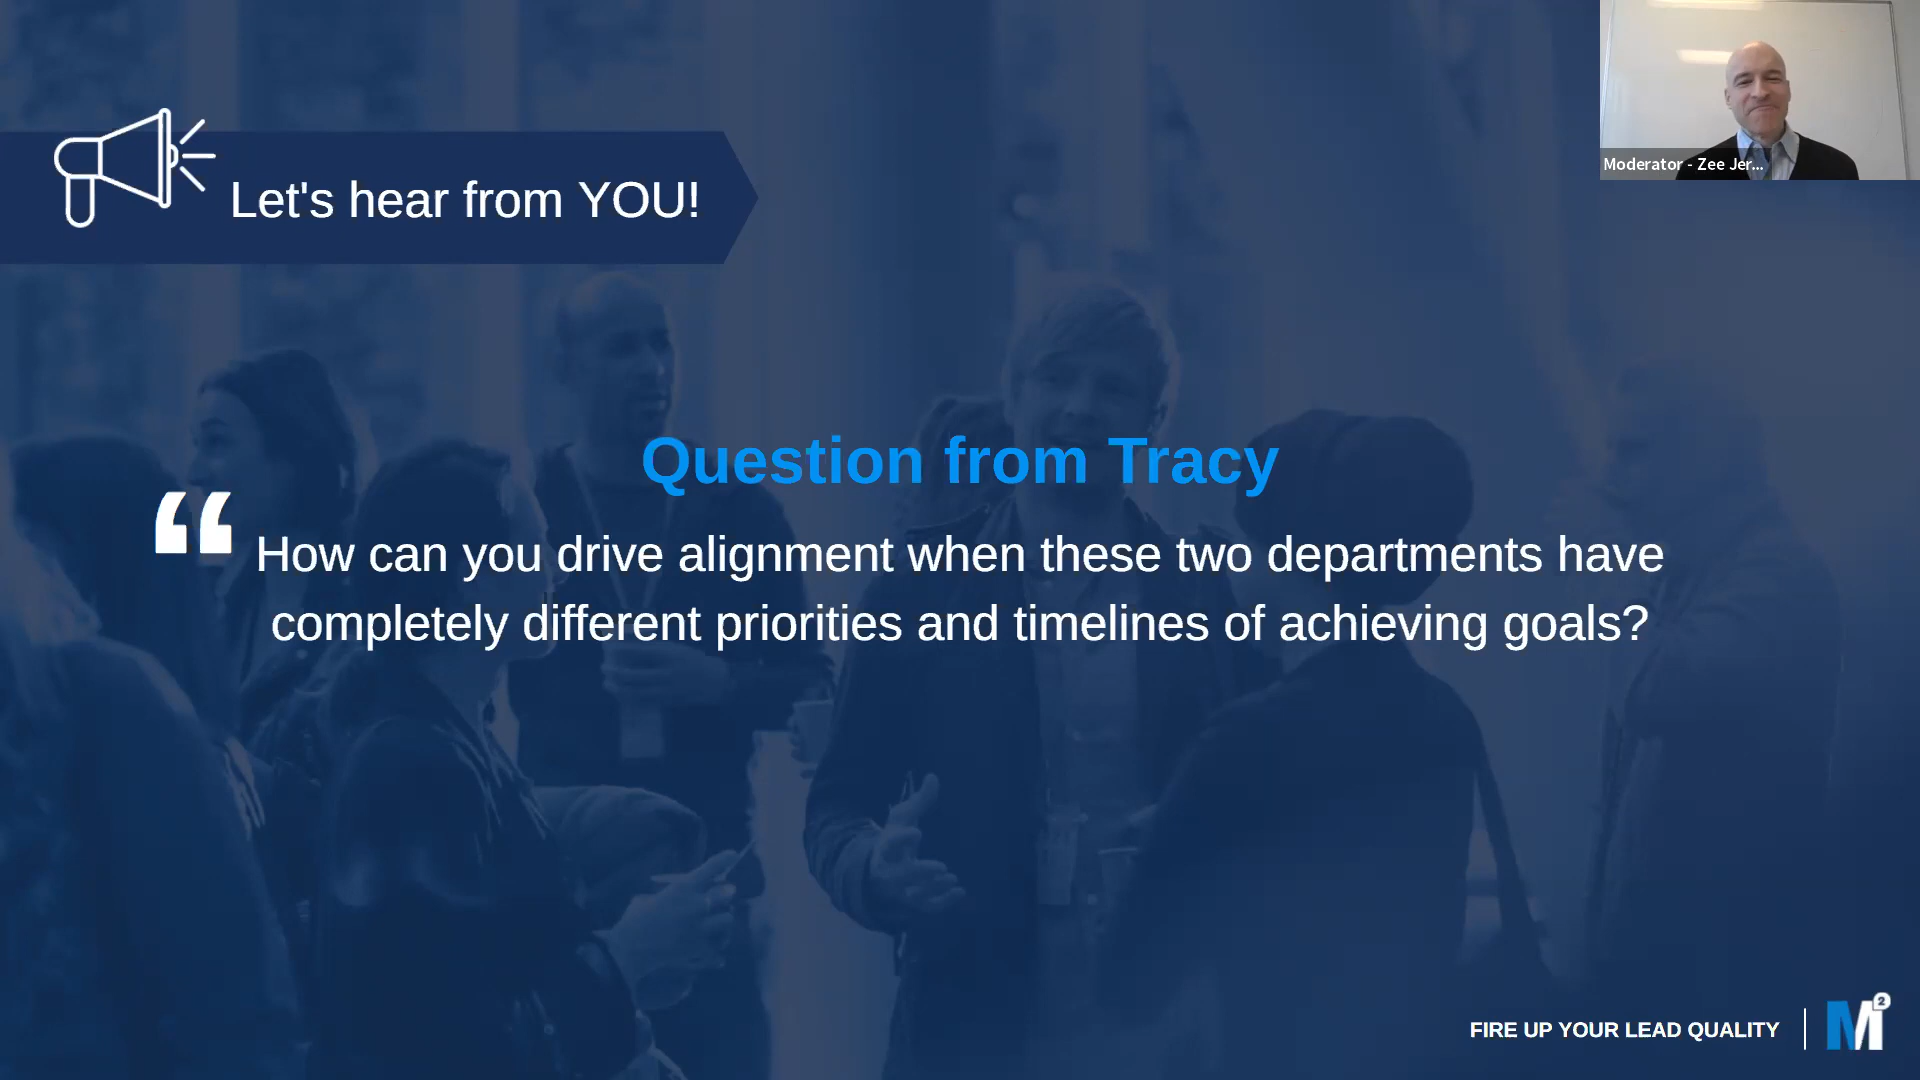 Moderator - Zee Jer...
Let's hear from YOU!
Question from Tracy
“
How can you drive alignment when these two departments have
completely different priorities and timelines of achieving goals?
FIRE UP YOUR LEAD QUALITY
M2